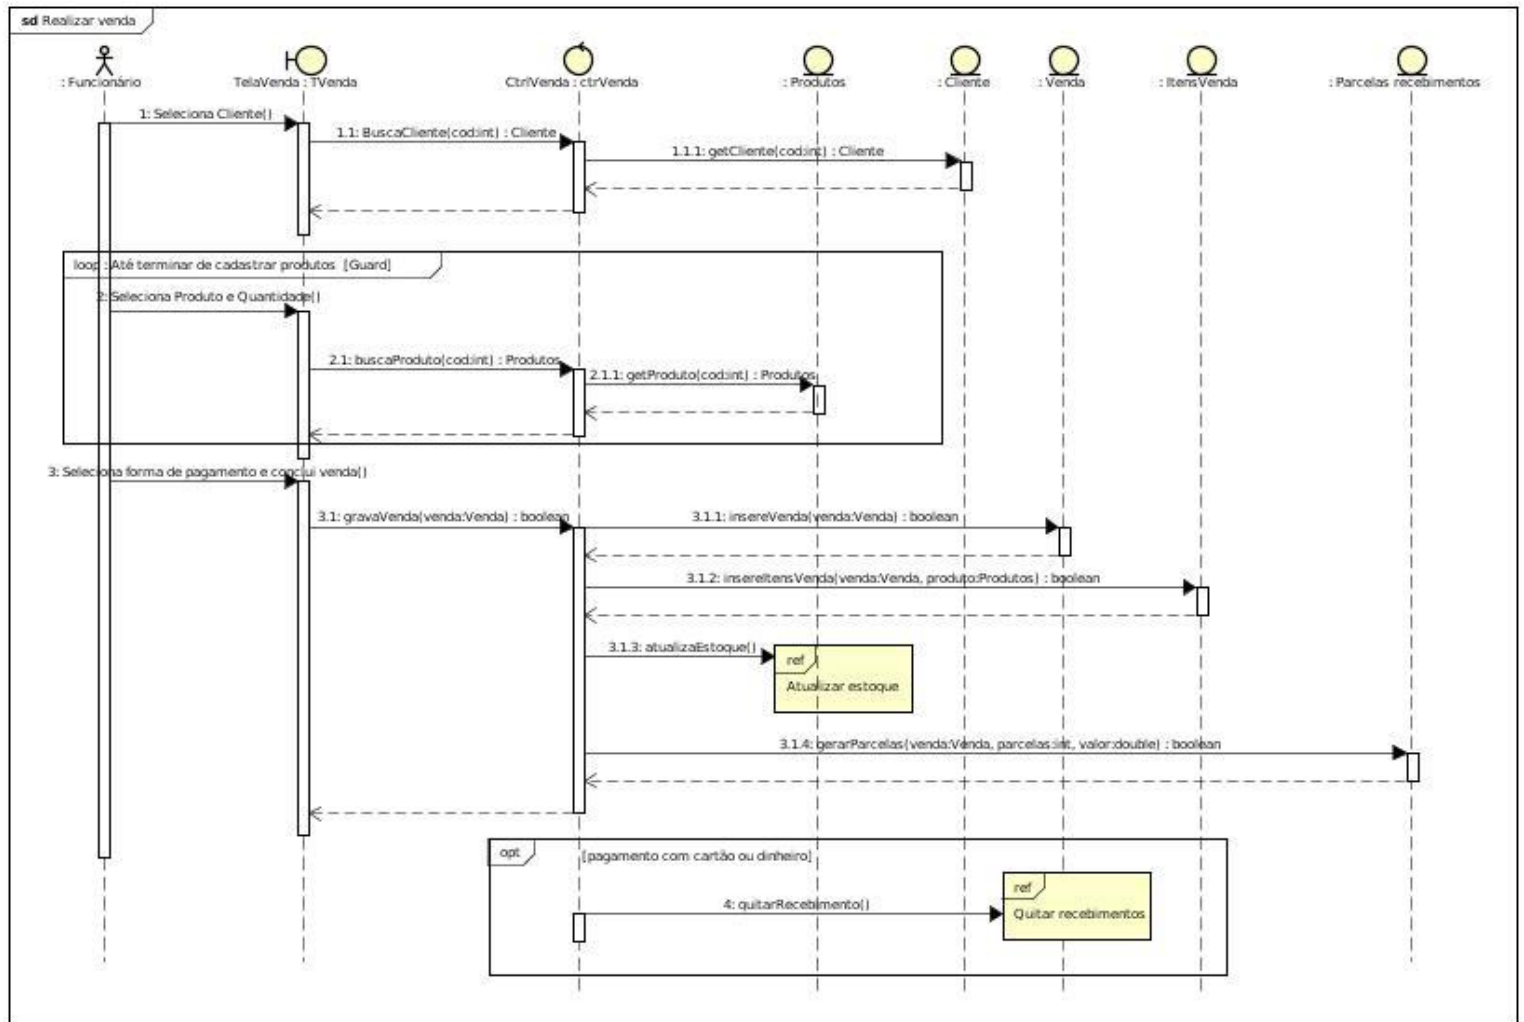 sd Realizar venda
: Funcionário
TelaVenda : TVenda
CtrlVenda : ctrVenda
: Produtos
: Cliente
: Venda
: ItensVenda
: Parcelas recebimentos
1: Seleciona Cliente()
1.1: BuscaCliente(cod:int) : Cliente
1.1.1: getCliente(cod:int) : Cliente
loop : Até terminar de cadastrar produtos [Guard]
2: Seleciona Produto e Quantidade()
2.1: buscaProduto(cod:int) : Produtos
2.1.1: getProduto(cod:int) : Produtos
3: Seleciona forma de pagamento e conclui venda()
3.1: gravaVenda(venda:Venda) : boolean
3.1.1: insereVenda(venda:Venda) : boolean
3.1.2: insereItensVenda(venda:Venda, produto:Produtos) : boolean
3.1.3: atualizaEstoque()
ref
Atualizar estoque
3.1.4: gerarParcelas(venda:Venda, parcelas:int, valor:double) : boolean
opt
[pagamento com cartão ou dinheiro]
ref
4: quitarRecebimento()
Quitar recebimentos